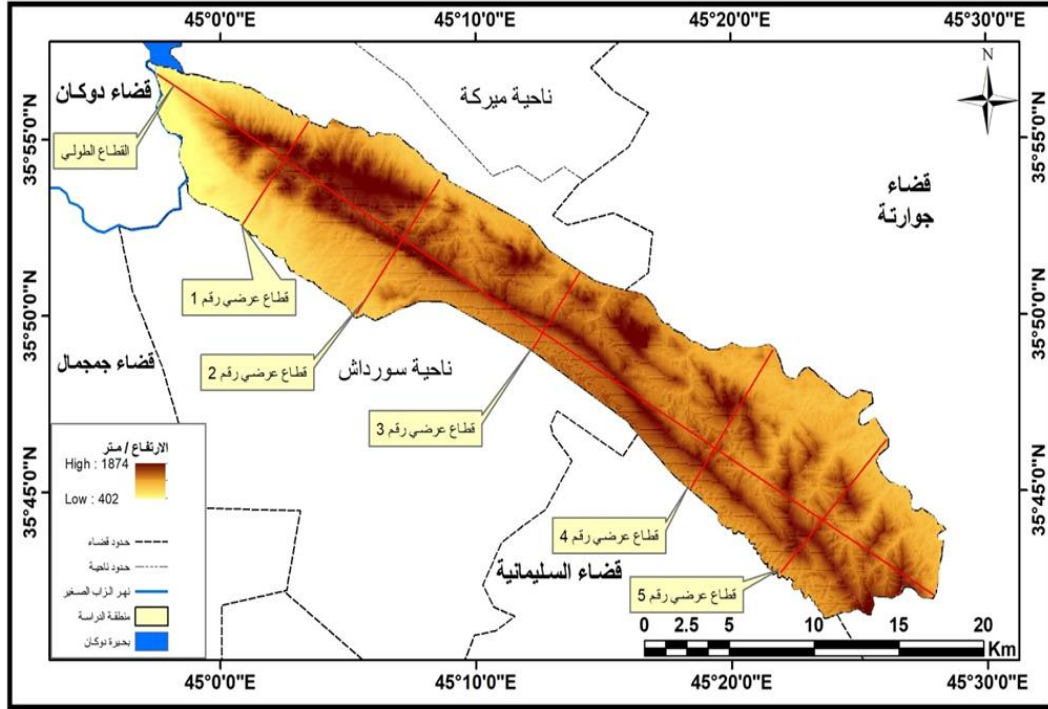 45°0'0"E
45°10'0"E
45°20'0"E
45°30'0"E
N
قضاء دوكان
ناحية ميركة
35°55'0"N
35°55'0"N
القطاع الطولي
قضاء
جوارتة
قطاع عرضي رقم 1
35°50'0"N
35°50'0"N
قضاء جمجمال
قطاع عرضي رقم 2
ناحية سورداش
قطاع عرضي رقم 3
الارتفاع / متر
High : 1874
Low : 402
35°45'0"N
35°45'0"N
قطاع عرضي رقم 4
حدود قضاء
حدود ناحية
قضاء السليمانية
نهر الزاب الصغير
قطاع عرضي رقم 5
منطقة الدراسة
بحيرة دوكان
0 2.5 5 10 15 20
Km
45°0'0"E
45°10'0"E
45°20'0"E
45°30'0"E